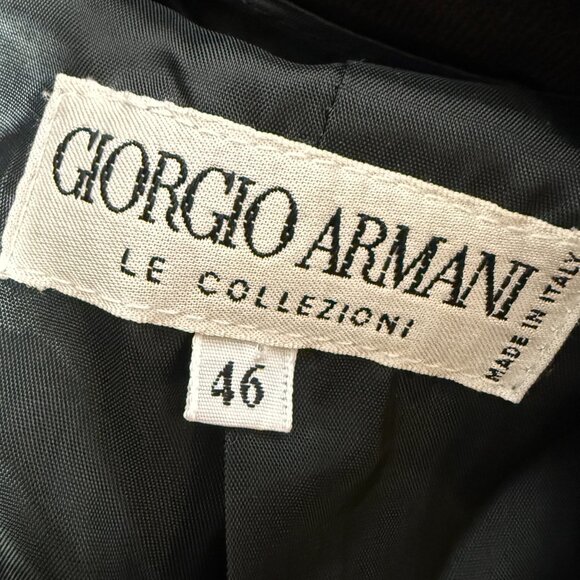 GIORGIO ARMANI
LE COLLEZIONI
MADE IN ITALY
46